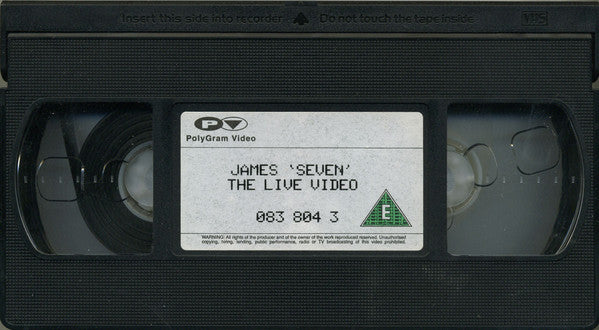 Insert this side into recorder Do not touch the tape inside VHS
PV
PolyGram Video
JAMES 'SEVEN'
THE LIVE VIDEO
083 804 3
E
WARNING: All rights of the producer and of the owner of the work reproduced reserved. Unauthorised
copying, hiring, lending, public performance, radio or TV broadcasting of this video prohibited.